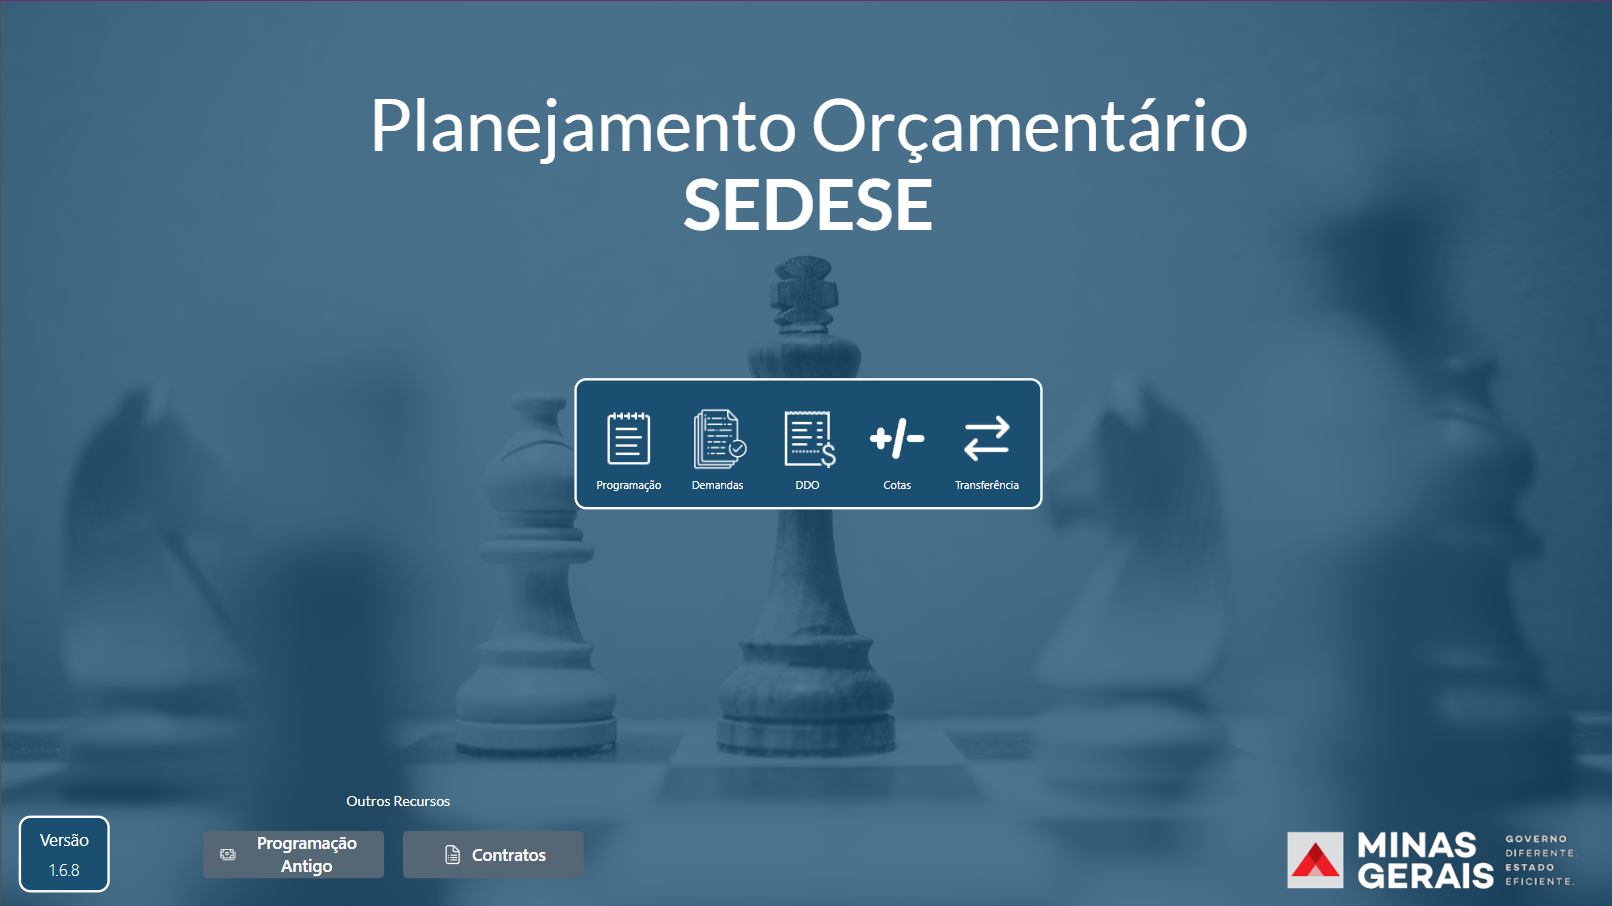 Planejamento Orçamentário
SEDESE
Programação
Demandas
DDO
Cotas
Transferência
Outros Recursos
Versão
1.6.8
Programação
Antigo
Contratos
MINAS
GERAIS
GOVERNO
DIFERENTE.
ESTADO
EFICIENTE.